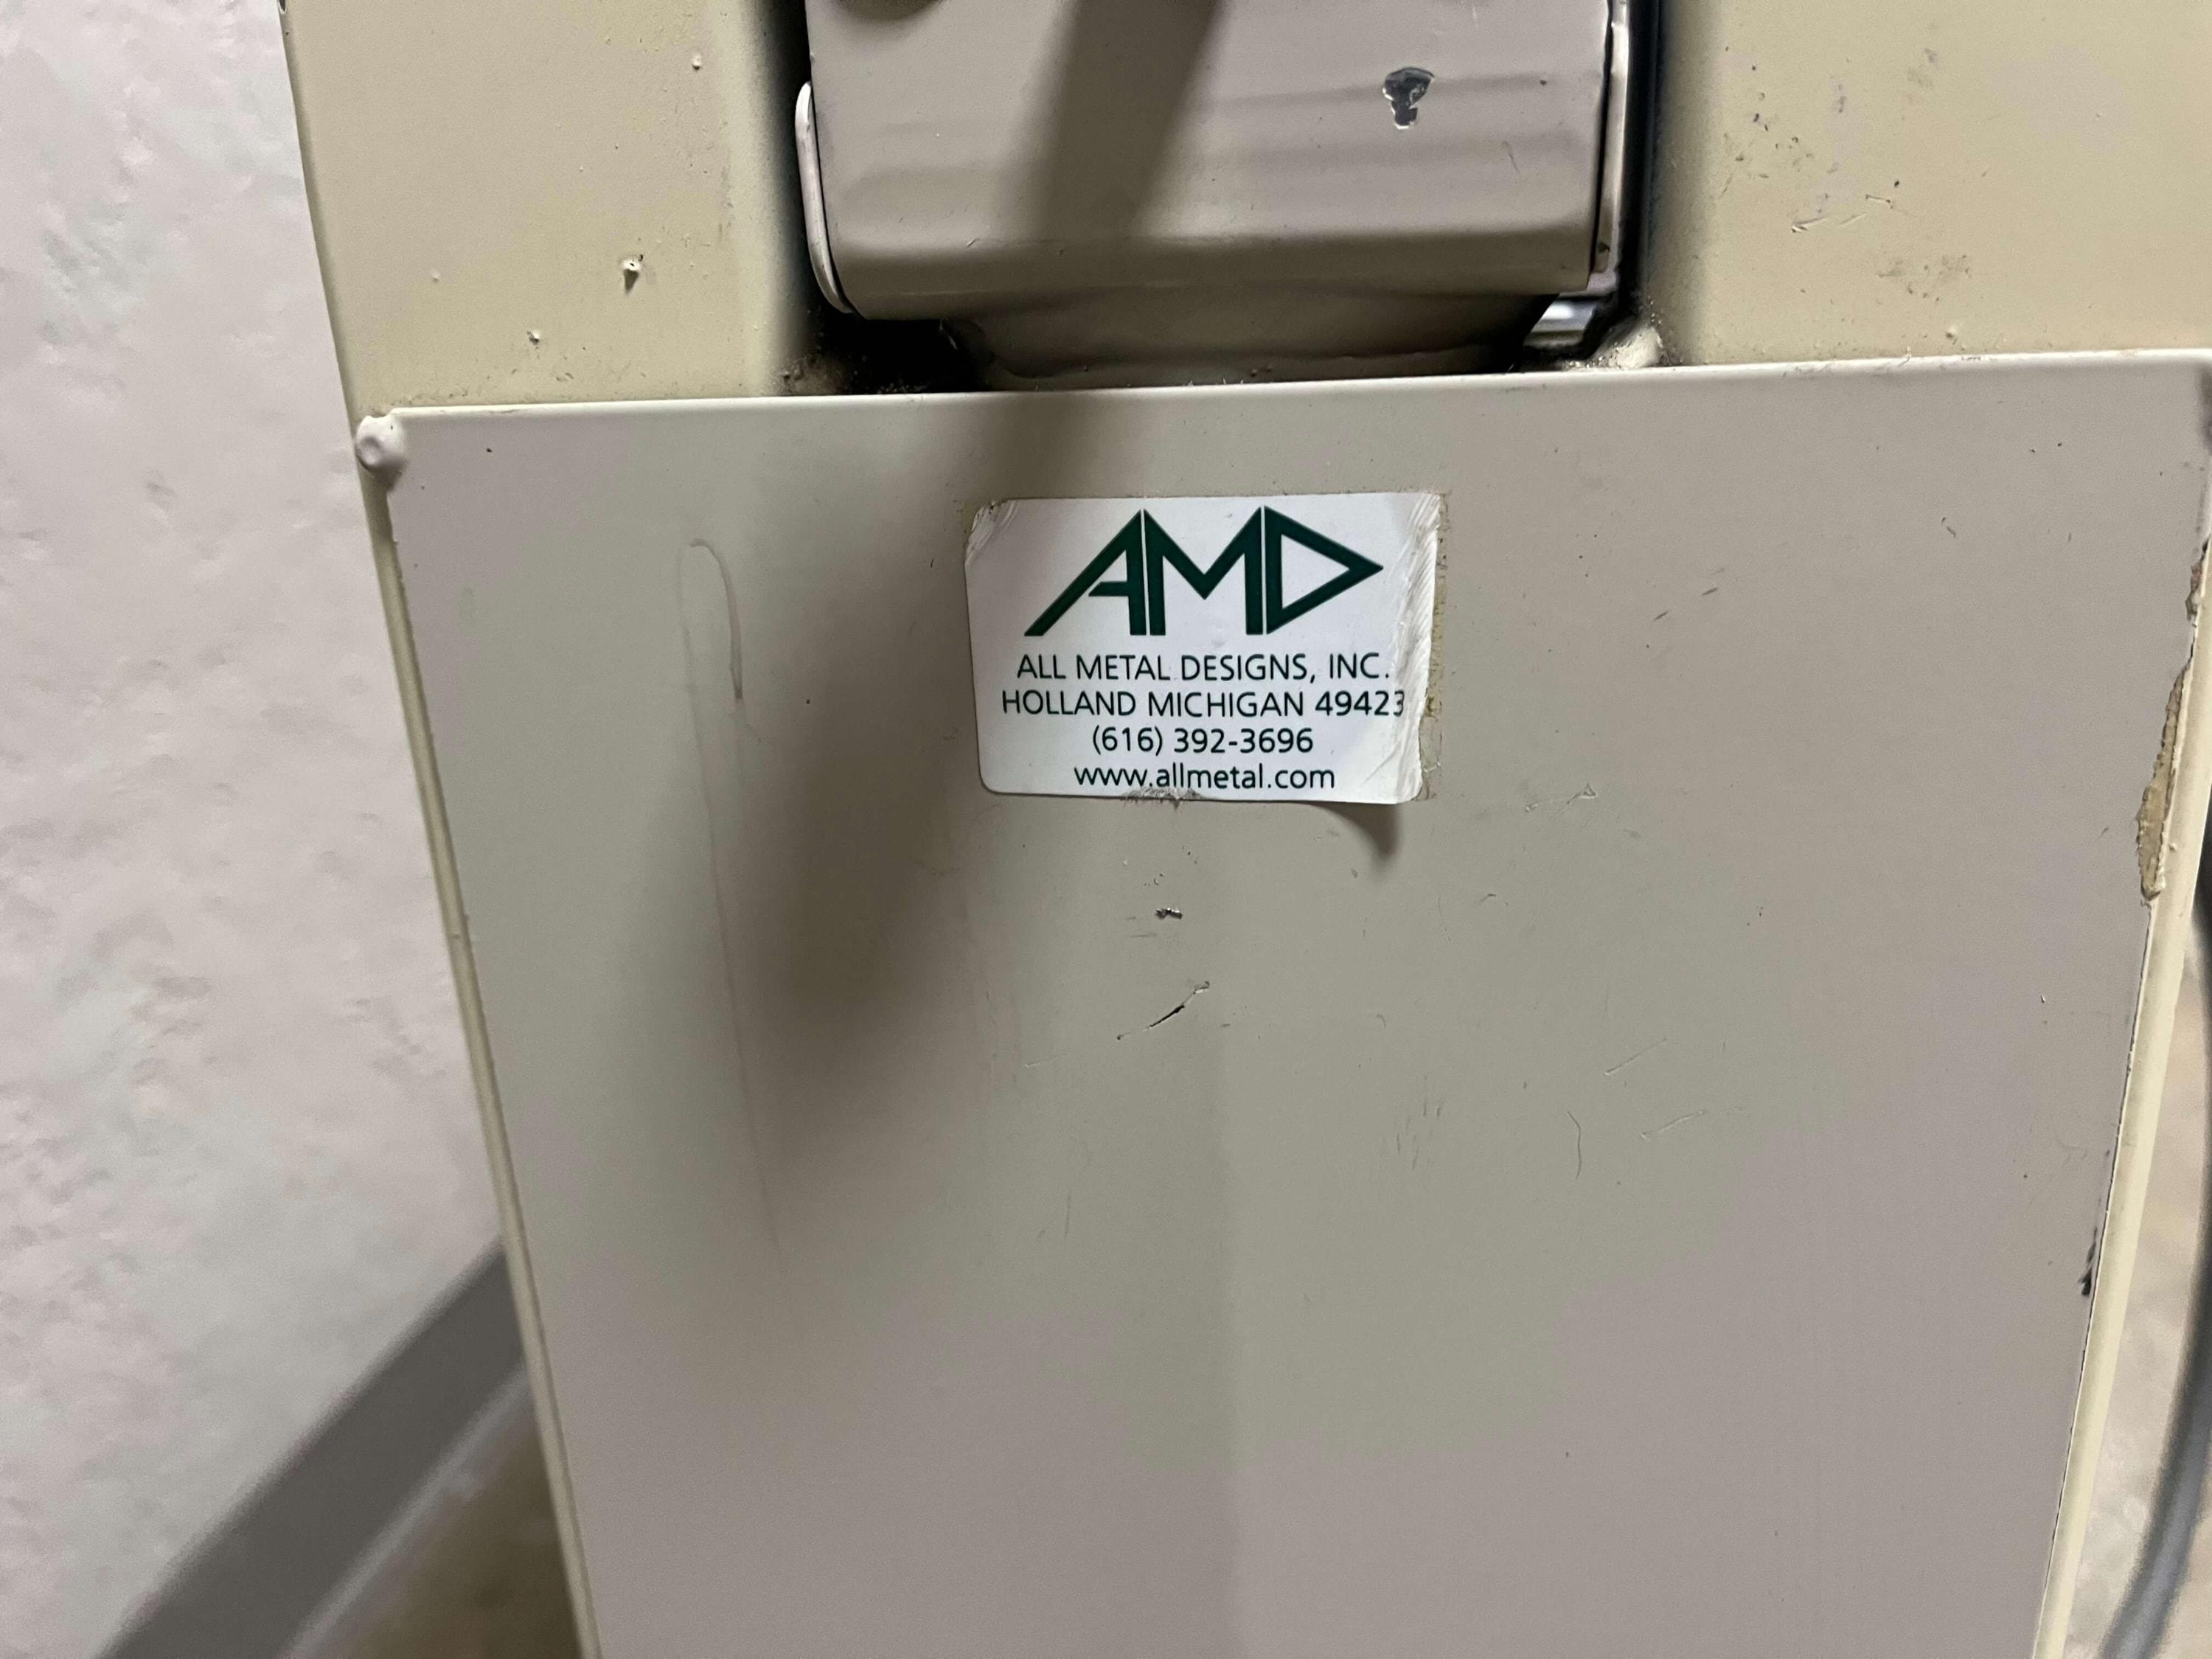 AMD
ALL METAL DESIGNS, INC.
HOLLAND MICHIGAN 49423
(616) 392-3696
www.allmetal.com